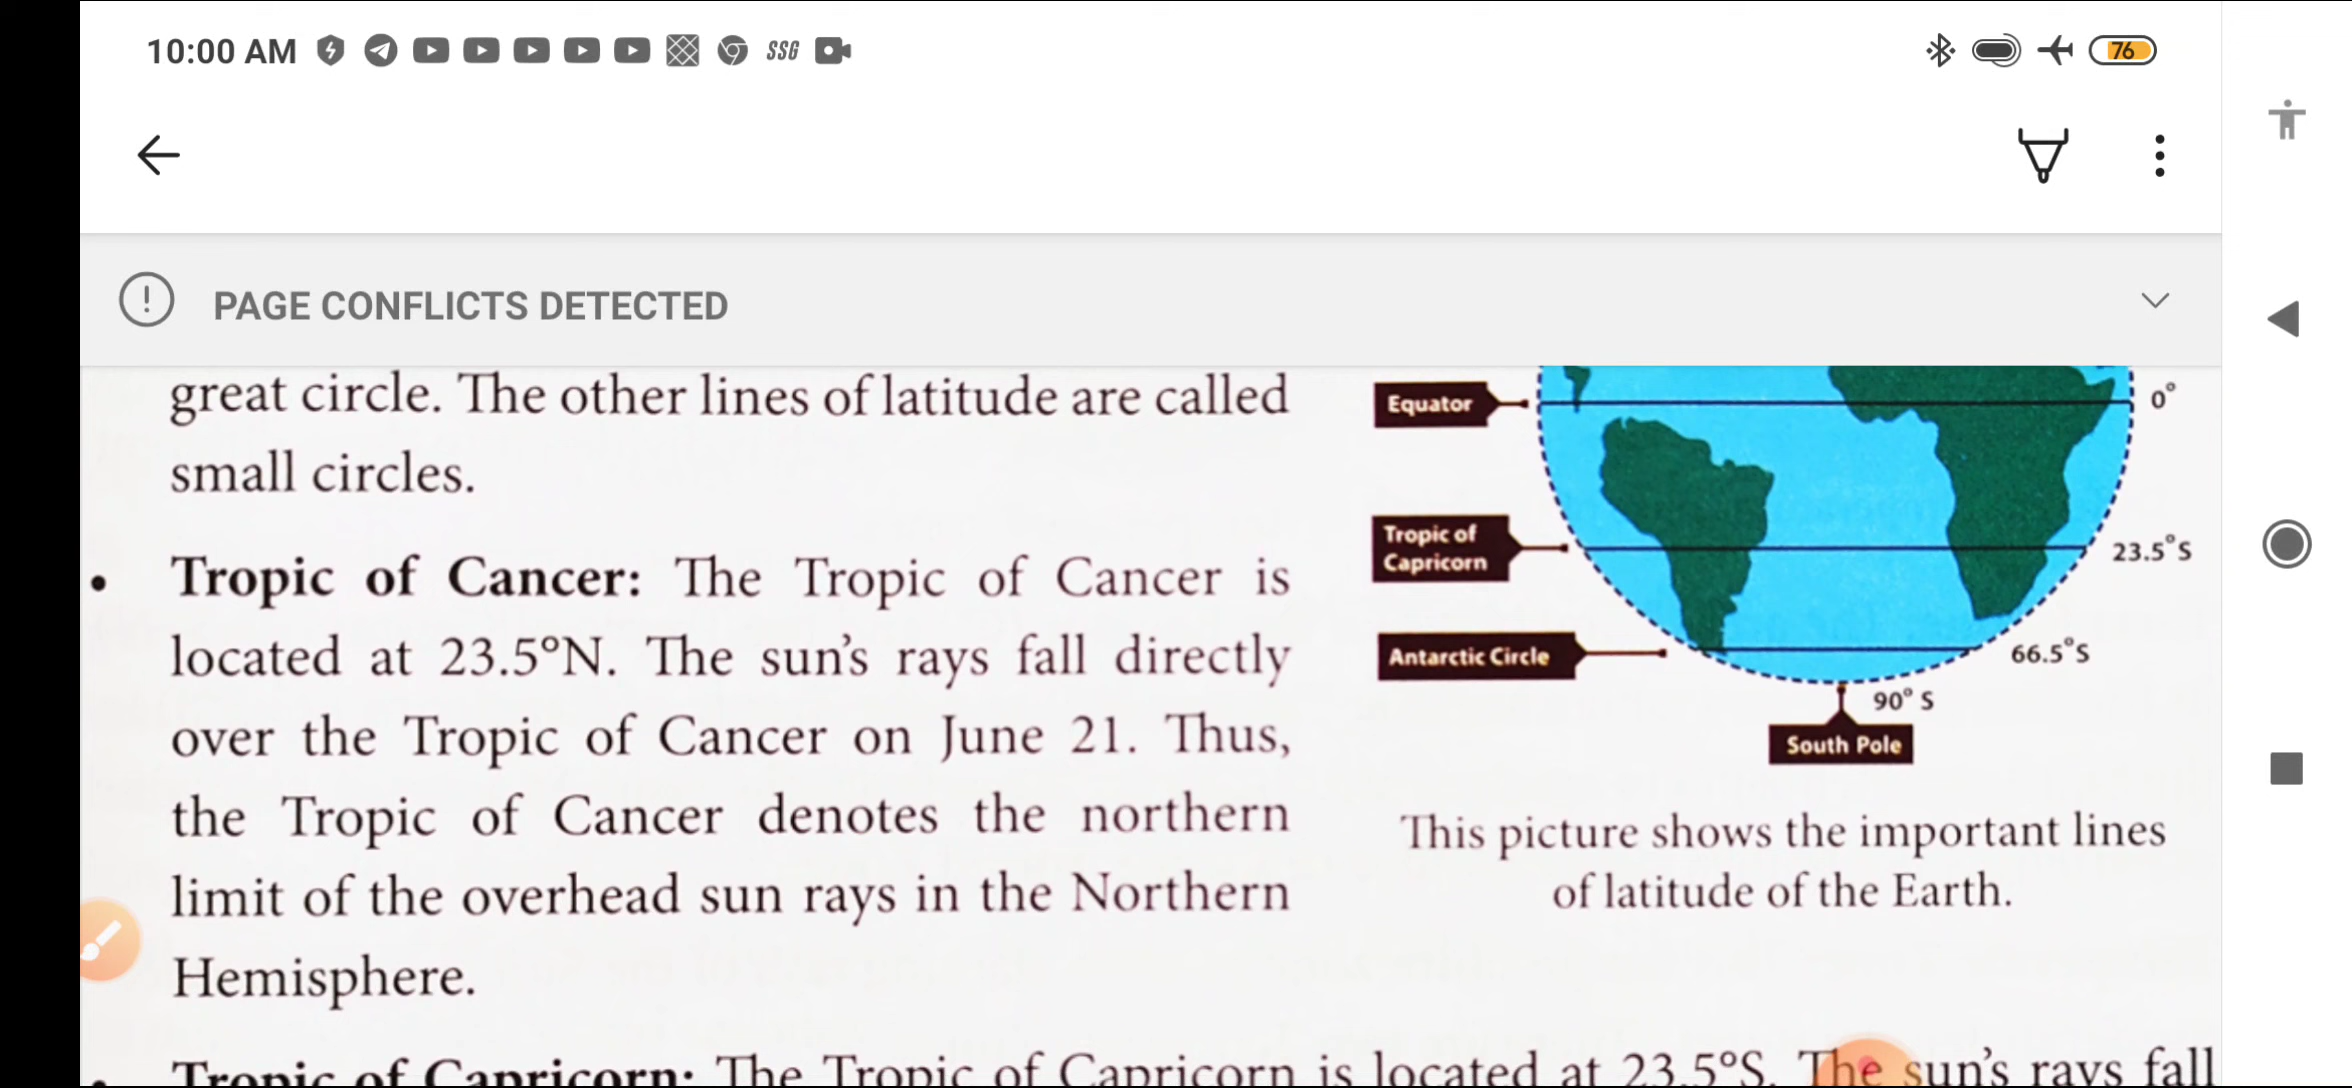 10:00 AM
SSG
76
PAGE CONFLICTS DETECTED
great circle. The other lines of latitude are called
small circles.
• Tropic of Cancer: The Tropic of Cancer is
located at 23.5°N. The sun's rays fall directly
over the Tropic of Cancer on June 21. Thus,
the Tropic of Cancer denotes the northern
limit of the overhead sun rays in the Northern
Hemisphere.
Equator
0°
Tropic of
Capricorn
23.5°S
Antarctic Circle
66.5°S
90° S
South Pole
This picture shows the important lines
of latitude of the Earth.
• Tropic of Capricorn: The Tropic of Capricorn is located at 23.5°S. The sun's rays fall